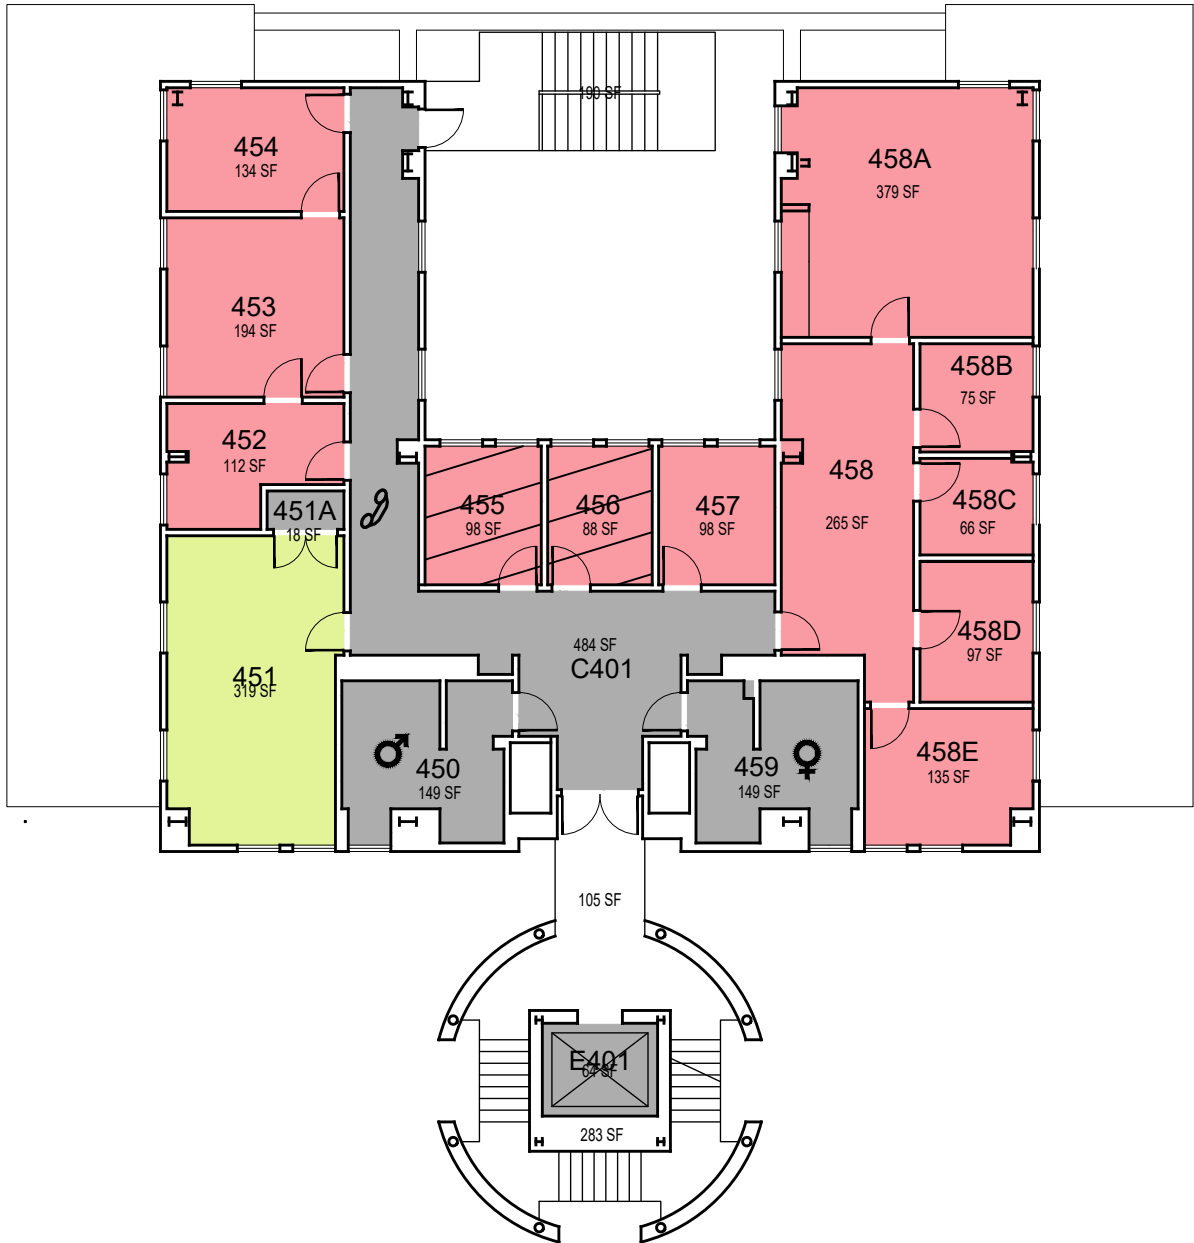 190 SF
454
134 SF
458A
379 SF
453
194 SF
458B
75 SF
452
112 SF
458
265 SF
451A
18 SF
455
98 SF
456
88 SF
457
98 SF
458C
66 SF
458D
97 SF
484 SF
C401
451
319 SF
450
149 SF
459
149 SF
458E
135 SF
105 SF
E401
64 SF
283 SF